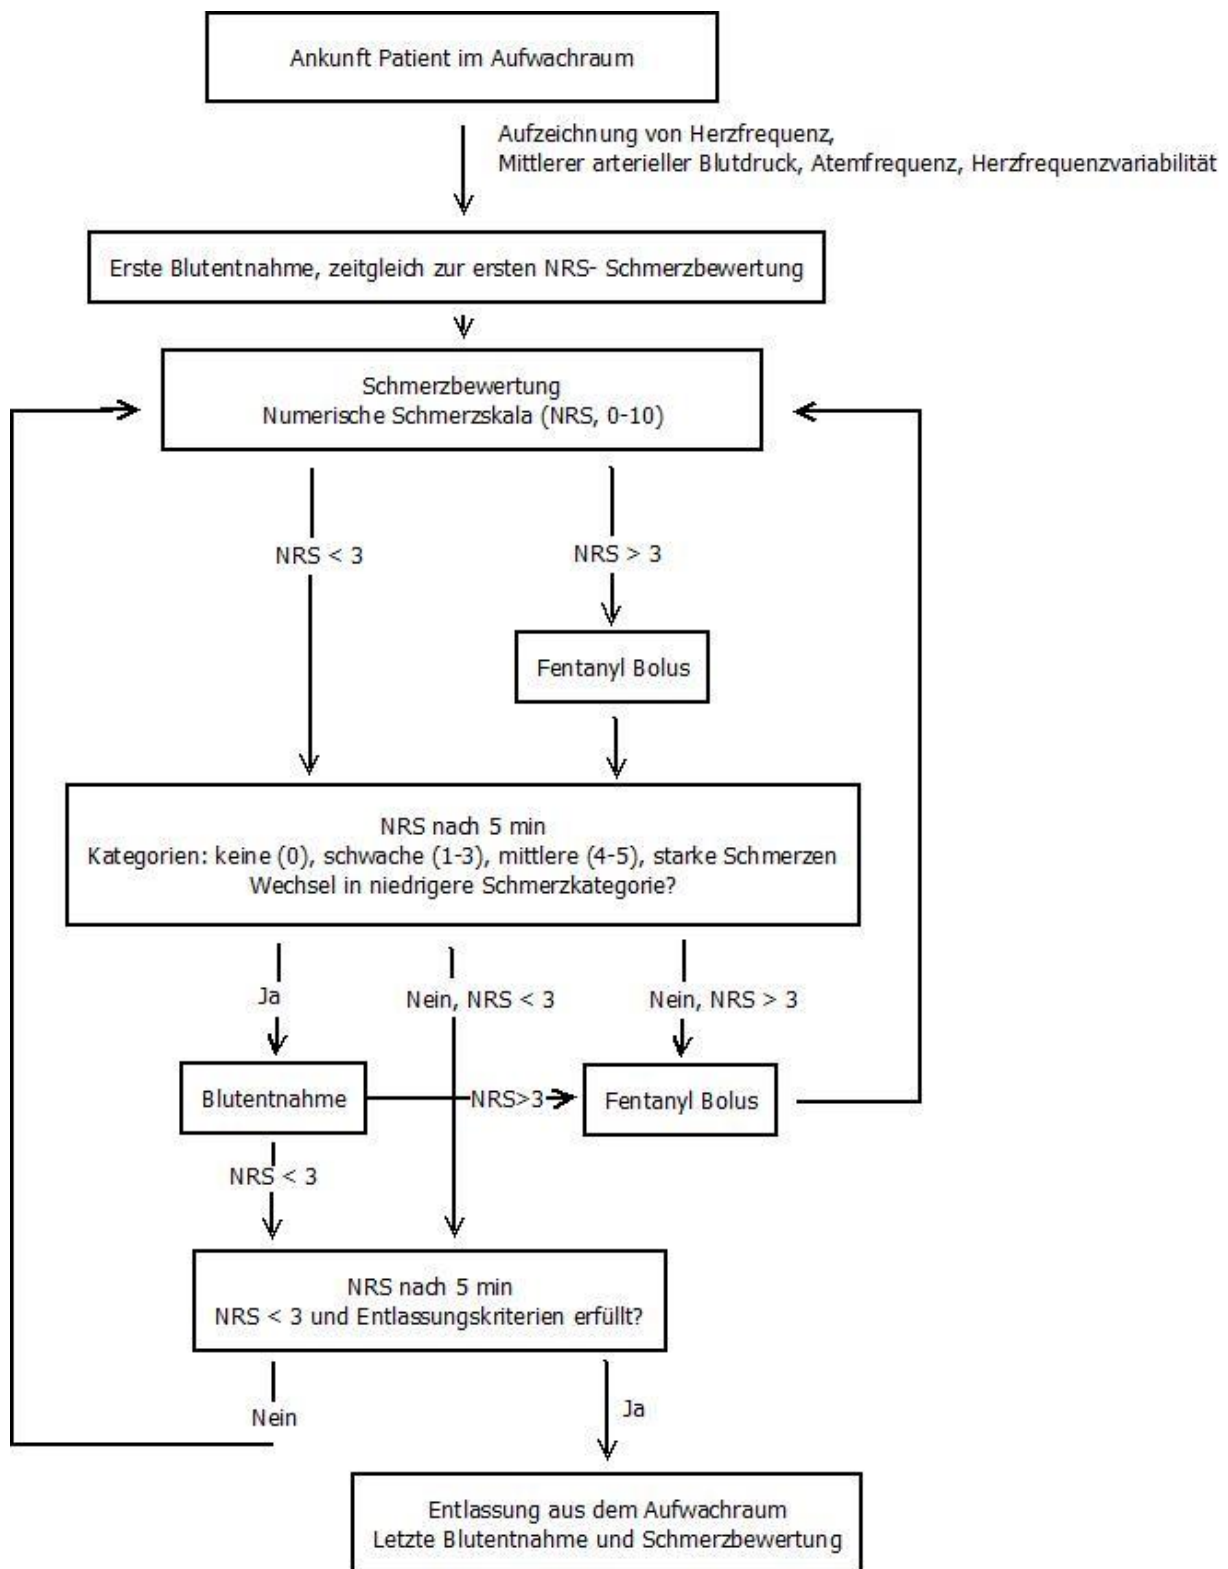 Ankunft Patient im Aufwachraum
Aufzeichnung von Herzfrequenz,
Mittlerer arterieller Blutdruck, Atemfrequenz, Herzfrequenzvariabilität
Erste Blutentnahme, zeitgleich zur ersten NRS- Schmerzbewertung
Schmerzbewertung
Numerische Schmerzskala (NRS, 0-10)
NRS < 3
NRS > 3
Fentanyl Bolus
NRS nach 5 min
Kategorien: keine (0), schwache (1-3), mittlere (4-5), starke Schmerzen
Wechsel in niedrigere Schmerzkategorie?
Ja
Nein, NRS < 3
Nein, NRS > 3
Blutentnahme
NRS>3
Fentanyl Bolus
NRS < 3
NRS nach 5 min
NRS < 3 und Entlassungskriterien erfüllt?
Nein
Ja
Entlassung aus dem Aufwachraum
Letzte Blutentnahme und Schmerzbewertung